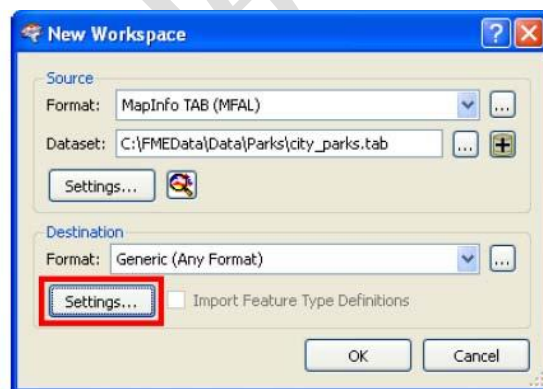 New Workspace
Source
Format: MapInfo TAB (MFAL)
Dataset: C:\FMEData\Data\Parks\city_parks.tab
Settings...
Destination
Format: Generic (Any Format)
Settings... Import Feature Type Definitions
OK Cancel